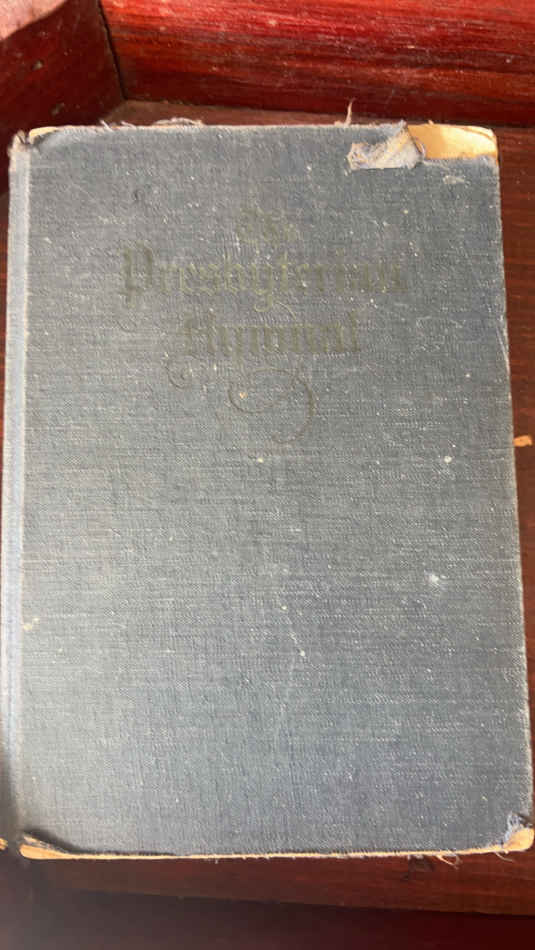 The
Presbyterian
Hymnal